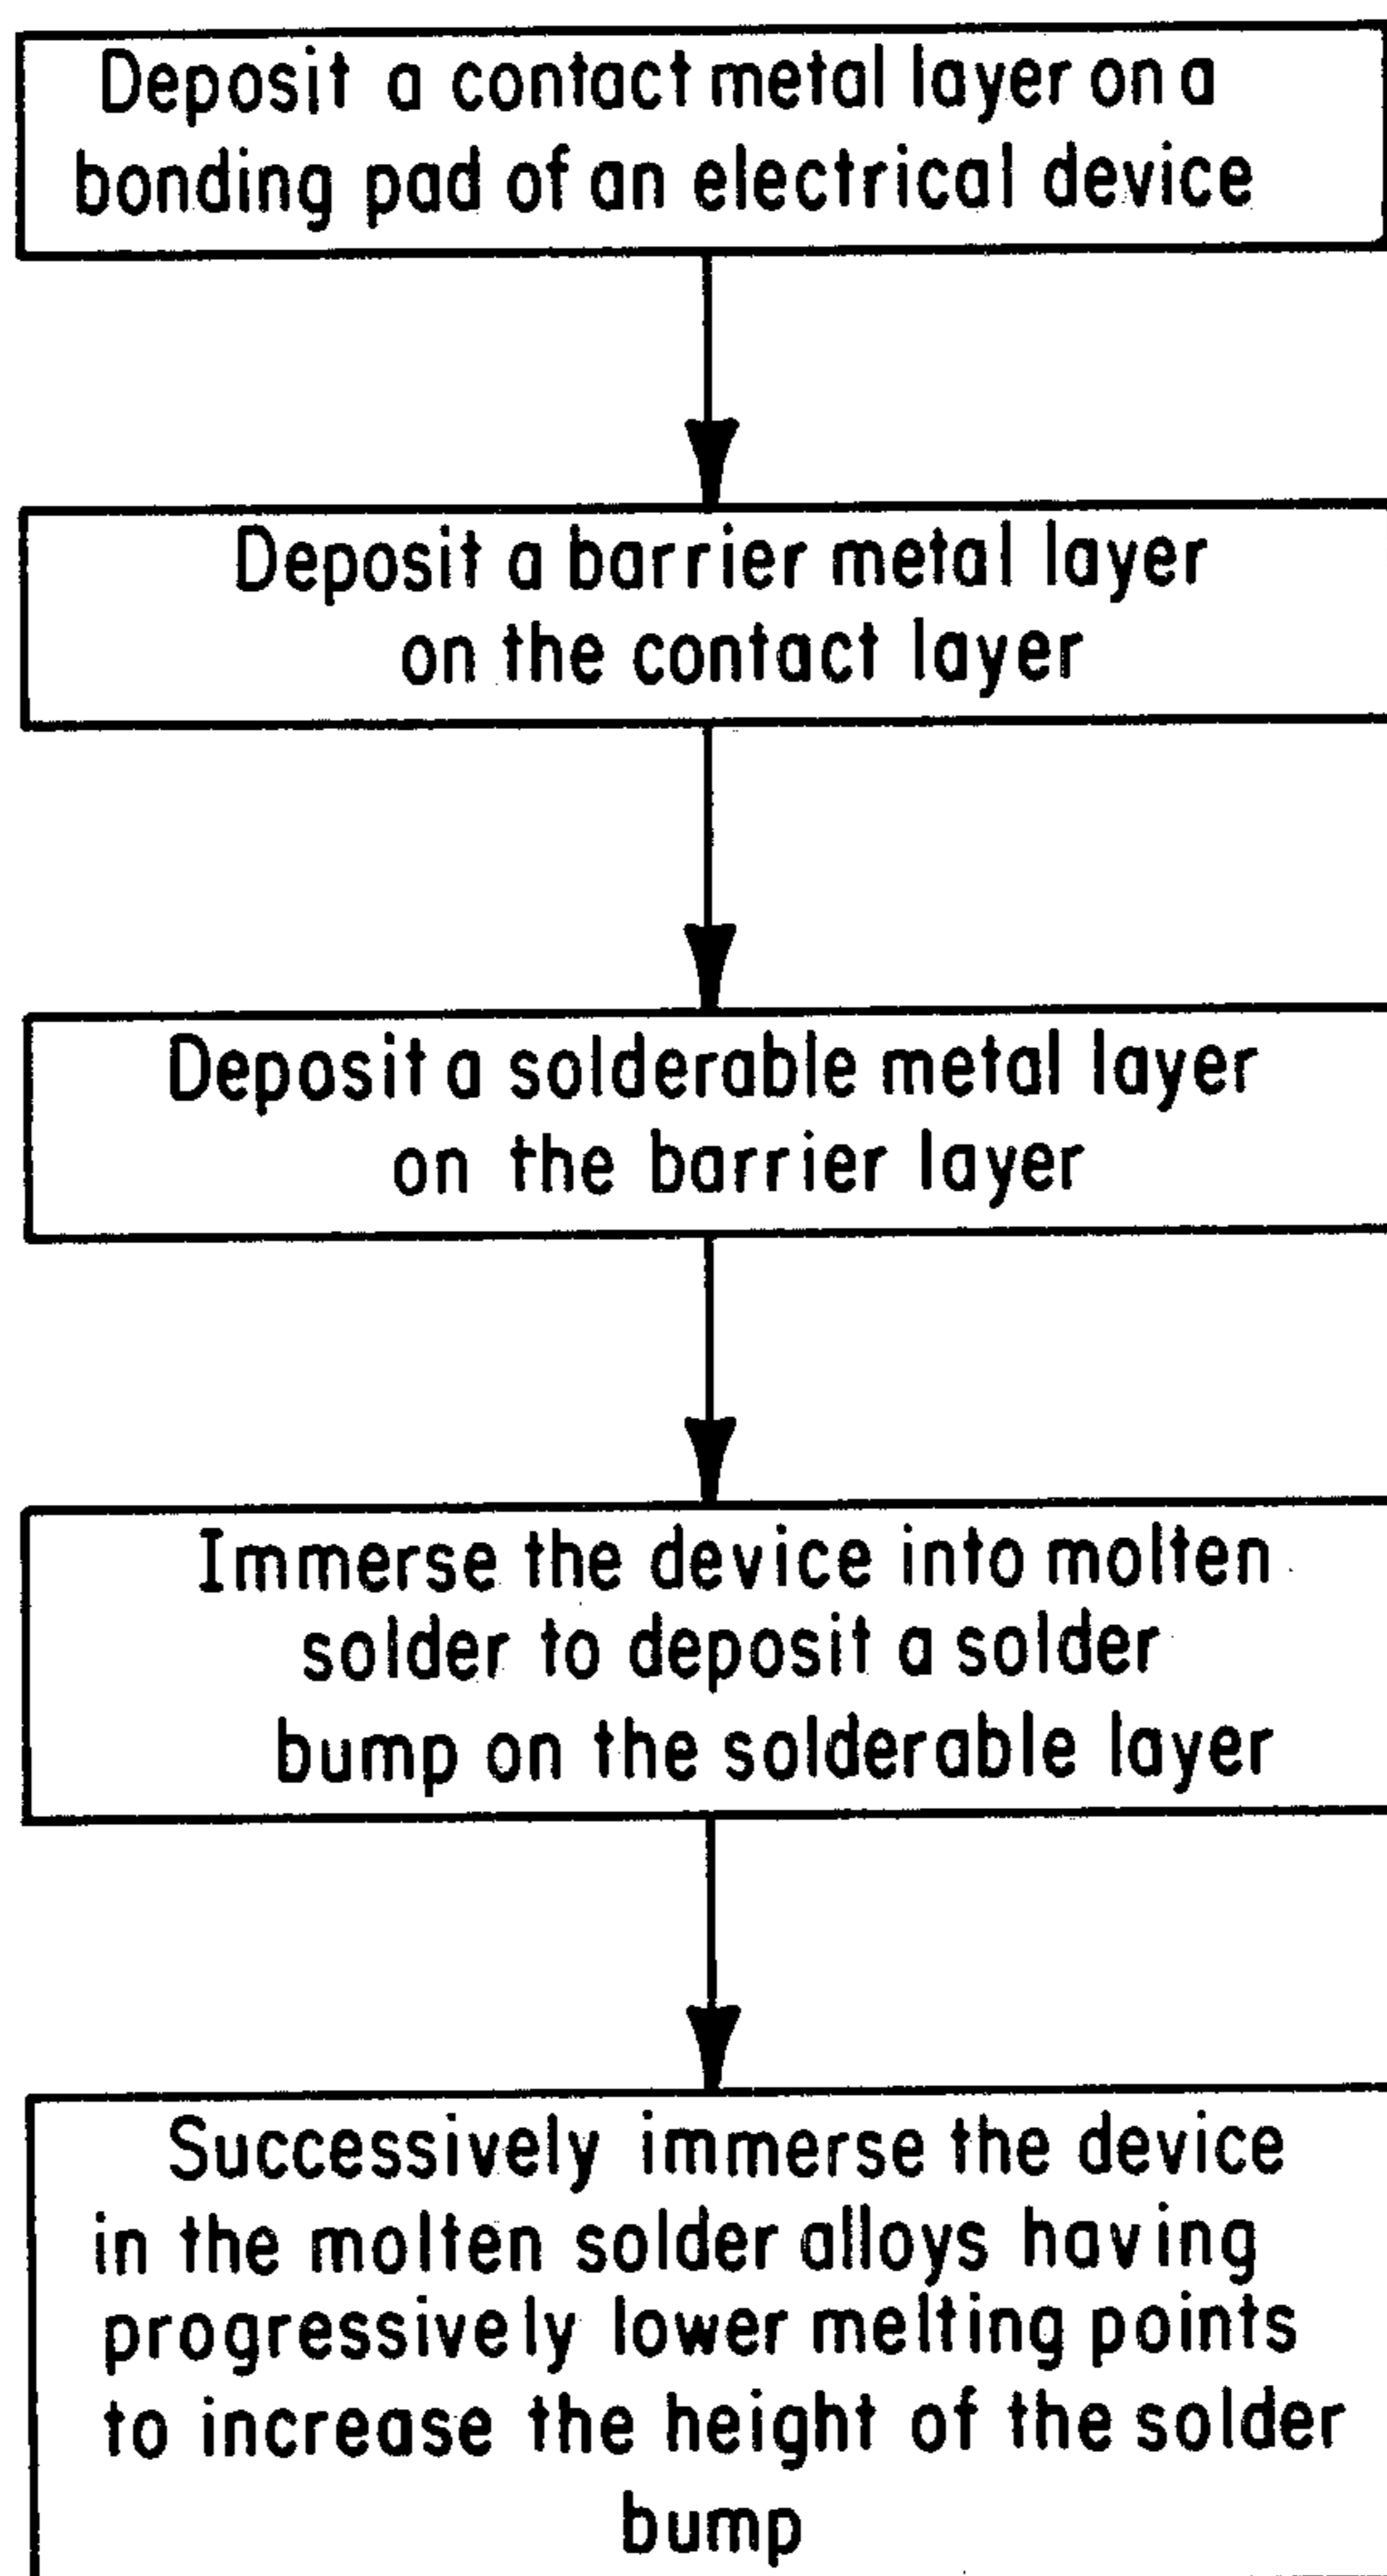 Deposit a contact metal layer on a
bonding pad of an electrical device
Deposit a barrier metal layer
on the contact layer
Deposit a solderable metal layer
on the barrier layer
Immerse the device into molten
solder to deposit a solder
bump on the solderable layer
Successively immerse the device
in the molten solder alloys having
progressively lower melting points
to increase the height of the solder
bump